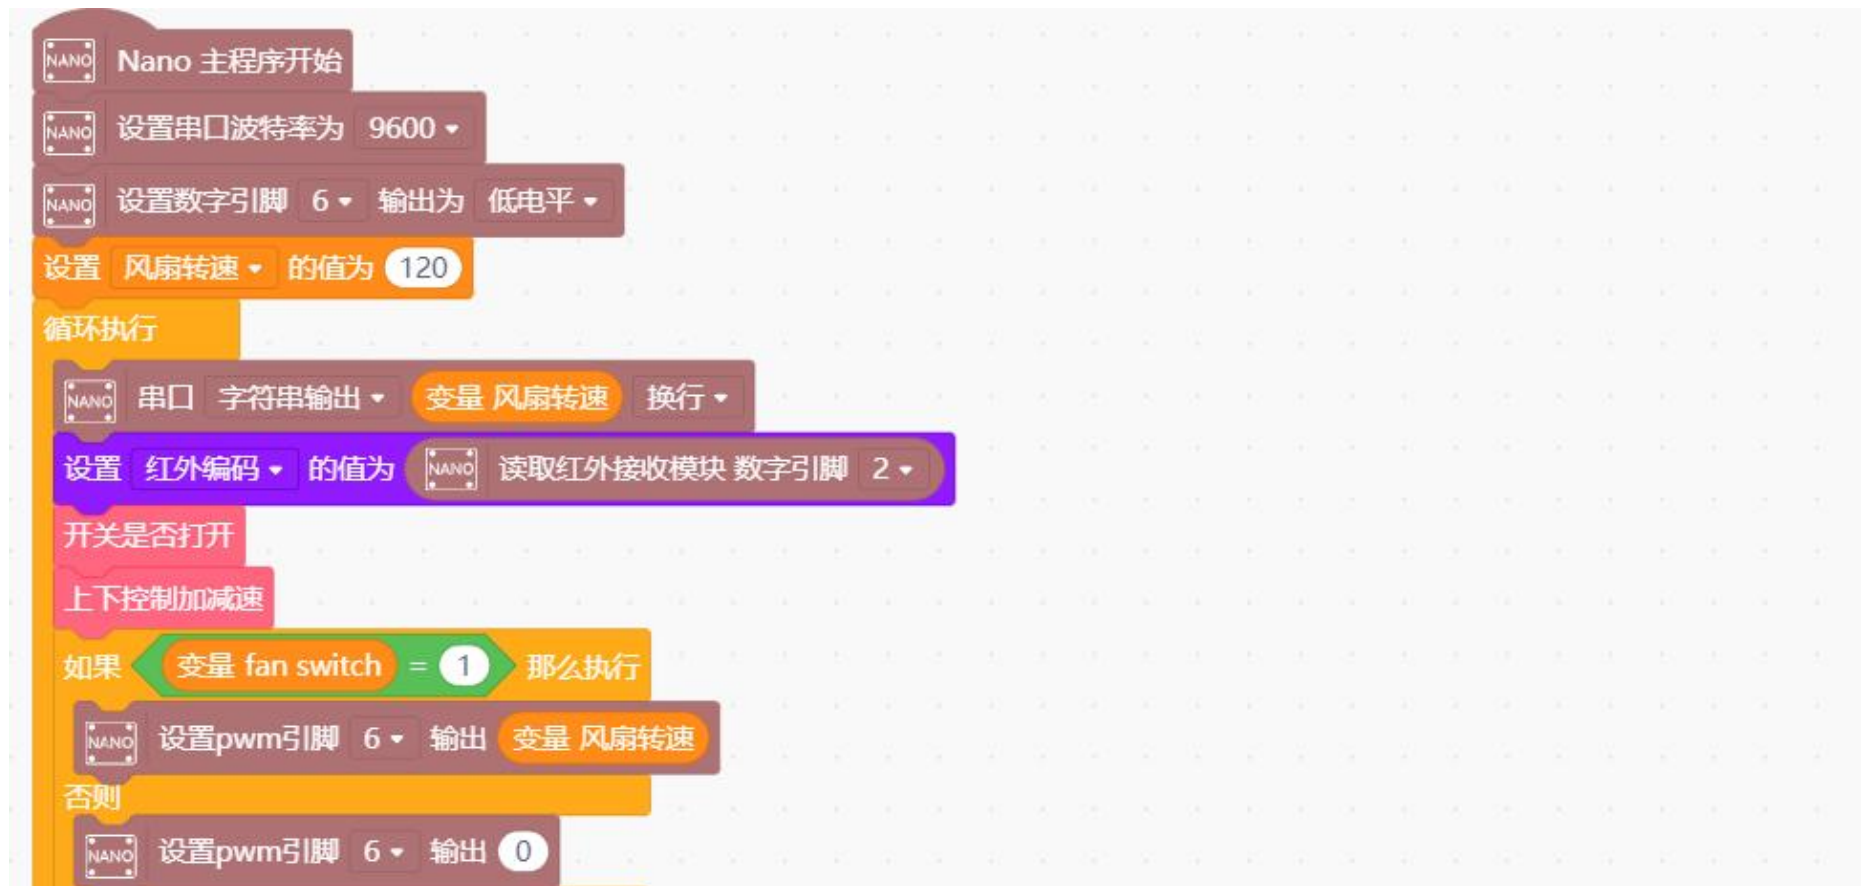 NANO Nano 主程序开始
NANO 设置串口波特率为 9600
NANO 设置数字引脚 6 输出为 低电平
设置 风扇转速 的值为 120
循环执行
NANO 串口 字符串输出 变量 风扇转速 换行
设置 红外编码 的值为 NANO 读取红外接收模块 数字引脚 2
开关是否打开
上下控制加减速
如果 变量 fan switch = 1 那么执行
NANO 设置pwm引脚 6 输出 变量 风扇转速
否则
NANO 设置pwm引脚 6 输出 0